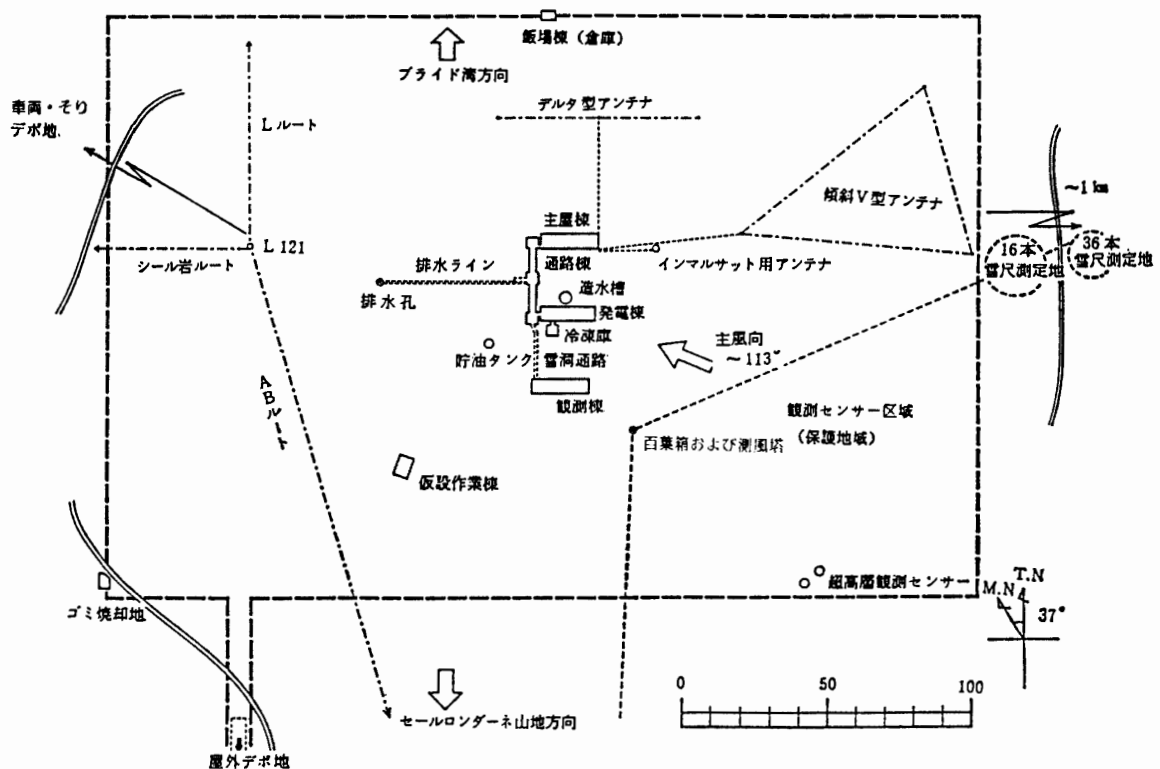 飯場棟（倉庫）
ブライド湾方向
車両・そり
デポ地
Lルート
デルタ型アンテナ
傾斜V型アンテナ
～1km
主屋棟
L121
シール岩ルート
排水ライン
通路棟
インマルサット用アンテナ
16本
雪尺測定地
36本
雪尺測定地
排水孔
造水槽
発電棟
冷凍庫
主風向
～113°
貯油タンク
雪洞通路
観測棟
ABルート
観測センサー区域
（保護地域）
百葉箱および測風塔
仮設作業棟
超高層観測センサー
ゴミ焼却地
M.N
T.N
37°
0
50
100
セールロンダーネ山地方向
屋外デポ地